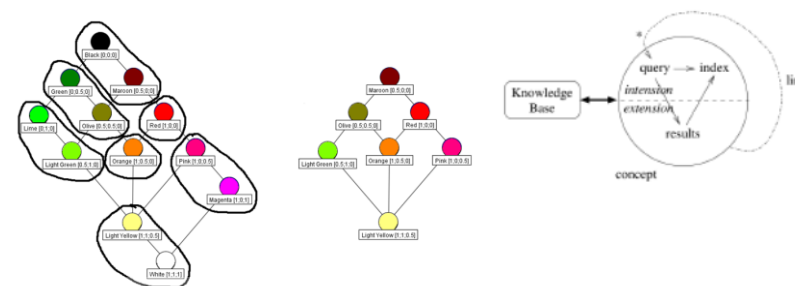 Black [0;0;0]
Green [0;0.5;0]
Maroon [0.5;0;0]
Lime [0;1;0]
Olive [0.5;0.5;0]
Red [1;0;0]
Light Green [0.5;1;0]
Orange [1;0.5;0]
Pink [1;0;0.5]
Magenta [1;0;1]
Light Yellow [1;1;0.5]
White [1;1;1]
Maroon [0.5;0;0]
Olive [0.5;0.5;0]
Red [1;0;0]
Light Green [0.5;1;0]
Orange [1;0.5;0]
Pink [1;0;0.5]
Light Yellow [1;1;0.5]
*
query
index
Knowledge
Base
intension
extension
results
concept